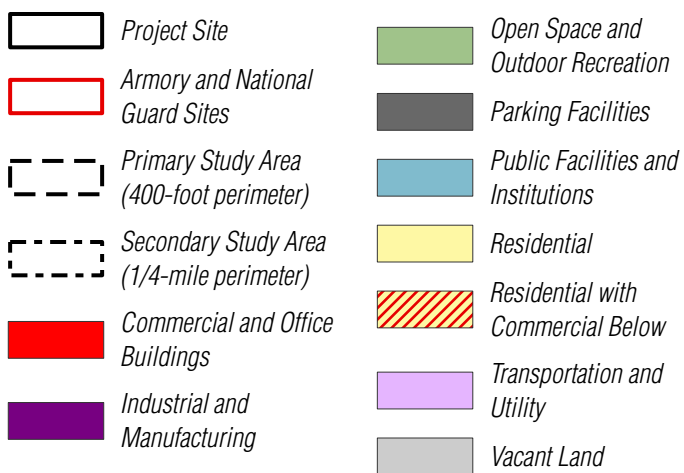 Project Site
Armory and National
Guard Sites
Primary Study Area
(400-foot perimeter)
Secondary Study Area
(1/4-mile perimeter)
Commercial and Office
Buildings
Industrial and
Manufacturing
Open Space and
Outdoor Recreation
Parking Facilities
Public Facilities and
Institutions
Residential
Residential with
Commercial Below
Transportation and
Utility
Vacant Land